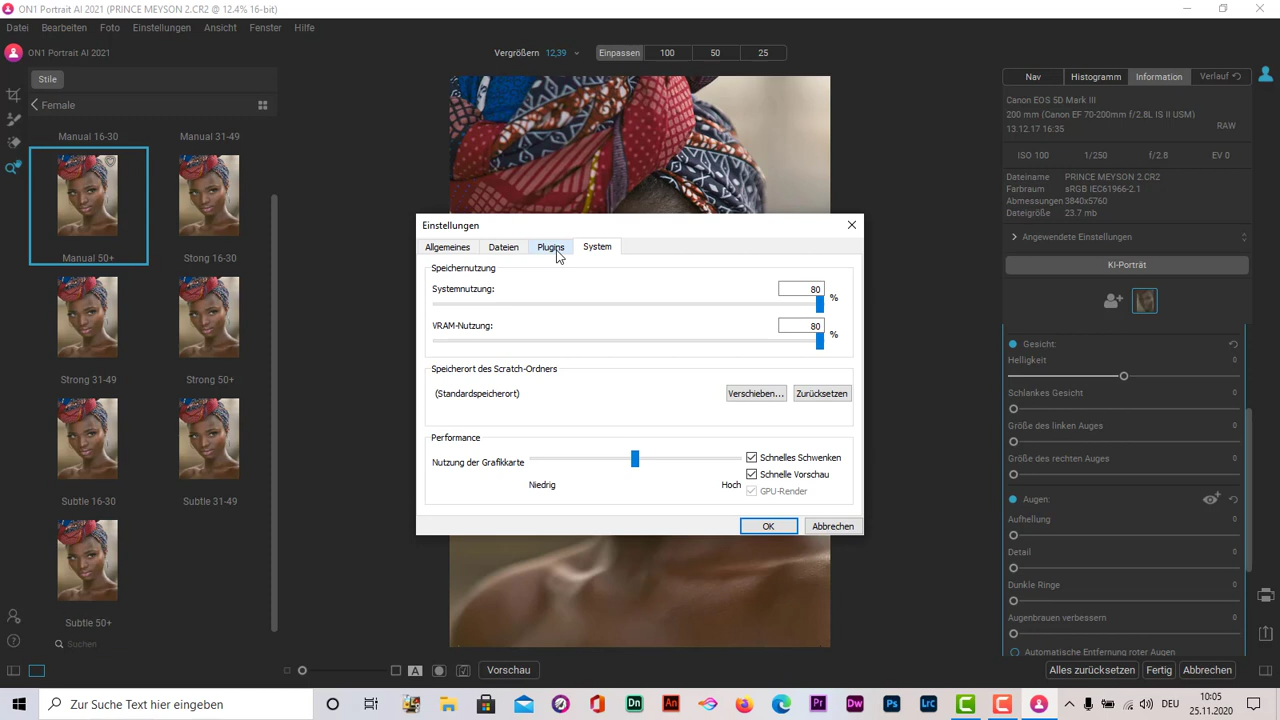 ON1 Portrait AI 2021 (PRINCE MEYSON 2.CR2 @ 12.4% 16-bit)
Datei Bearbeiten Foto Einstellungen Ansicht Fenster Hilfe
ON1 Portrait AI 2021
Vergrößern 12,39 Einpassen 100 50 25
Nav Histogramm Information Verlauf
Stile
Female
Manual 16-30 Manual 31-49
Manual 50+ Stong 16-30
Strong 31-49 Strong 50+
Subtle 16-30 Subtle 31-49
Subtle 50+
Suchen
Canon EOS 5D Mark III
200 mm (Canon EF 70-200mm f/2.8L IS II USM)
13.12.17 16:35 RAW
ISO 100 1/250 f/2.8 EV 0
Dateiname PRINCE MEYSON 2.CR2
Farbraum sRGB IEC61966-2.1
Abmessungen 3840x5760
Dateigröße 23.7 mb
Angewendete Einstellungen
KI-Porträt
Gesicht:
Helligkeit 0
Schlankes Gesicht 0
Größe des linken Auges 0
Größe des rechten Auges 0
Augen:
Aufhellung 0
Detail 0
Dunkle Ringe 0
Augenbrauen verbessern 0
Automatische Entfernung roter Augen
Einstellungen
Allgemeines Dateien Plugins System
Speichernutzung
Systemnutzung: 80 %
VRAM-Nutzung: 80 %
Speicherort des Scratch-Ordners
(Standardspeicherort) Verschieben... Zurücksetzen
Performance
Nutzung der Grafikkarte
Niedrig Hoch
Schnelles Schwenken
Schnelle Vorschau
GPU-Render
OK Abbrechen
A Vorschau
Alles zurücksetzen Fertig Abbrechen
Zur Suche Text hier eingeben
Dn An Pr Dw Ps Lrc
DEU
10:05
25.11.2020